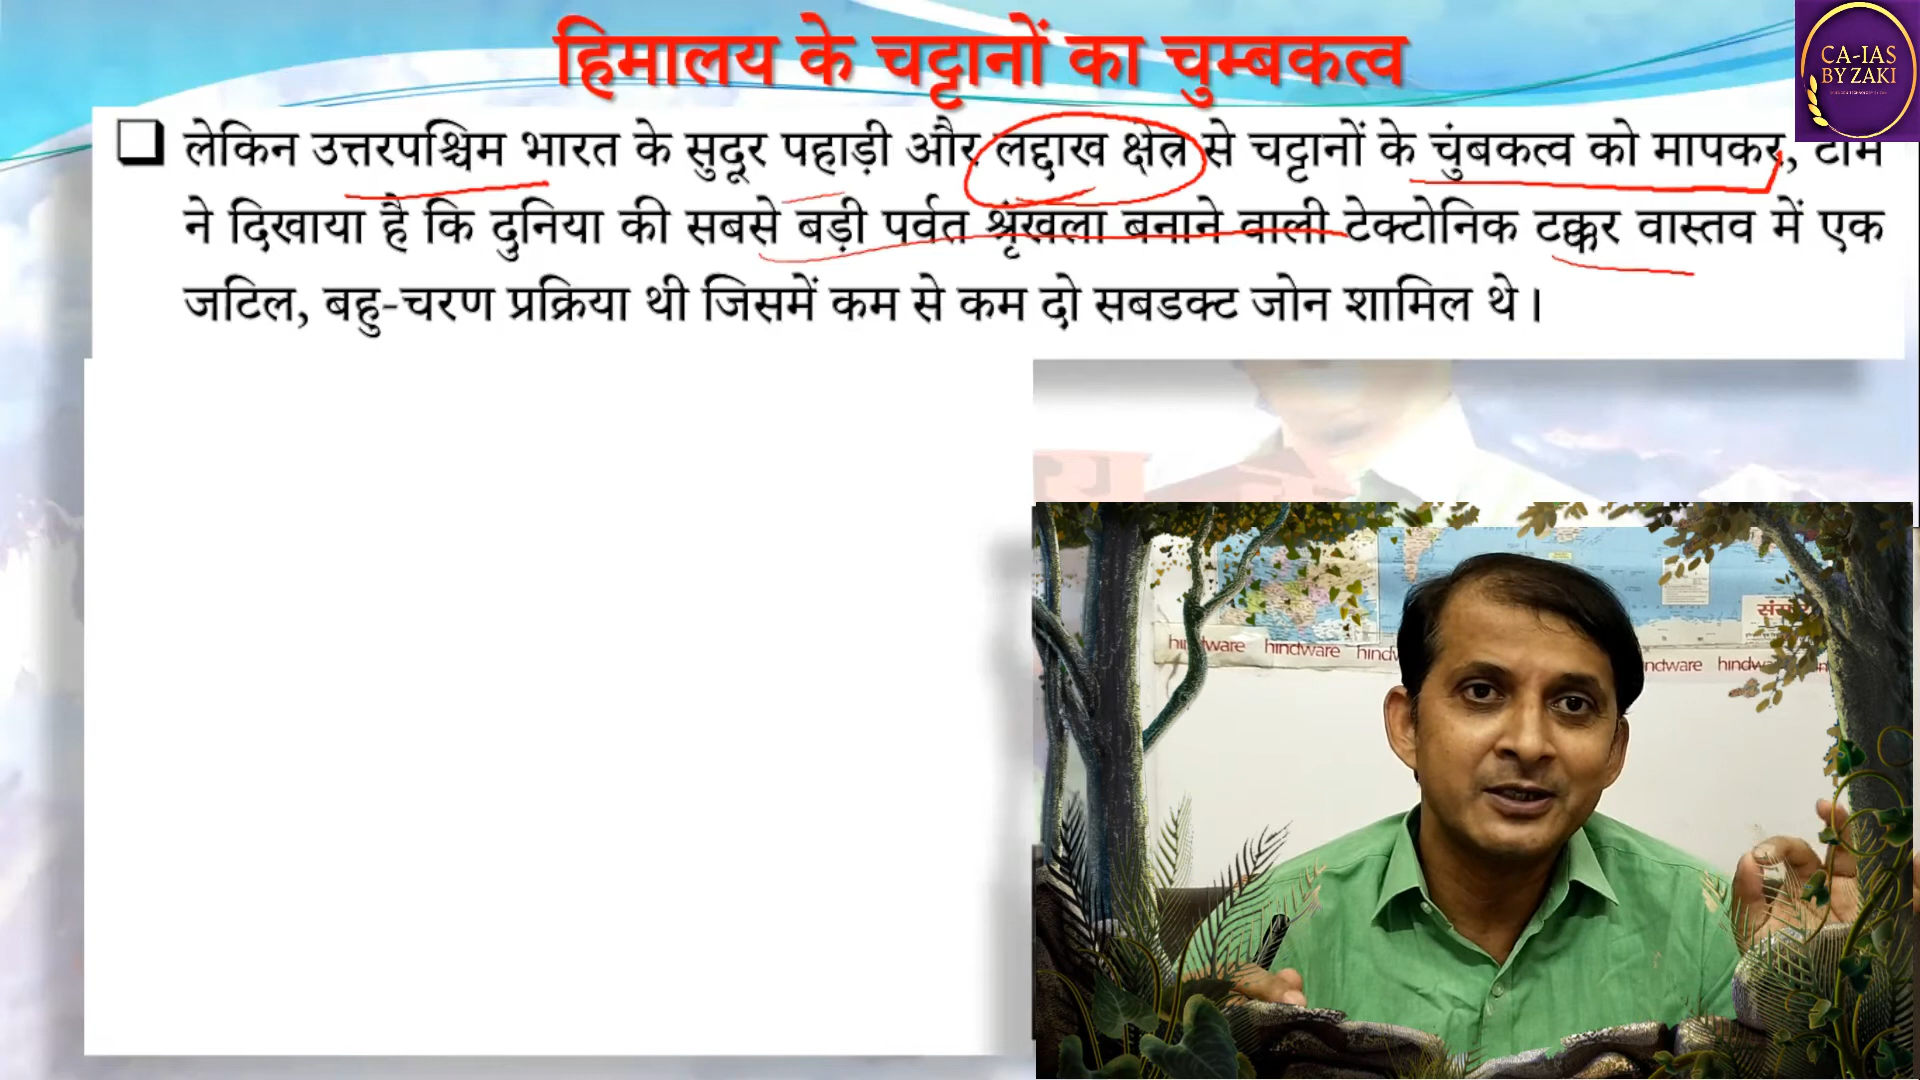 हिमालय के चट्टानों का चुम्बकत्व
CA-IAS
BY ZAKI
लेकिन उत्तरपश्चिम भारत के सुदूर पहाड़ी और लद्दाख क्षेत्र से चट्टानों के चुंबकत्व को मापकर, टीम
ने दिखाया है कि दुनिया की सबसे बड़ी पर्वत श्रृंखला बनाने वाली टेक्टोनिक टक्कर वास्तव में एक
जटिल, बहु-चरण प्रक्रिया थी जिसमें कम से कम दो सबडक्ट जोन शामिल थे।
hindware hindware